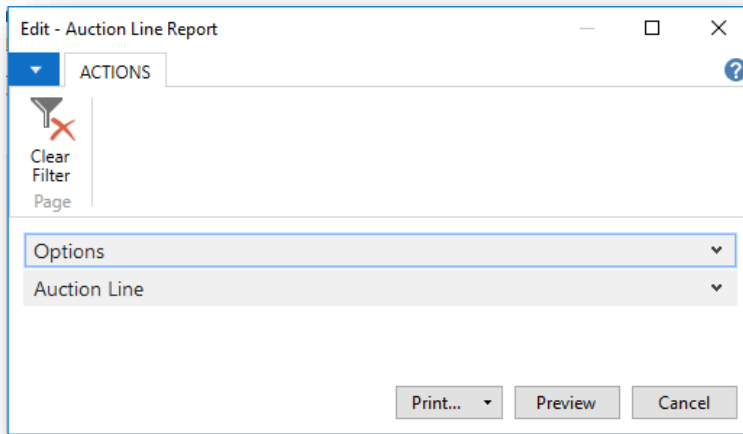 Edit - Auction Line Report
ACTIONS
?
Clear
Filter
Page
Options
Auction Line
Print...
Preview
Cancel